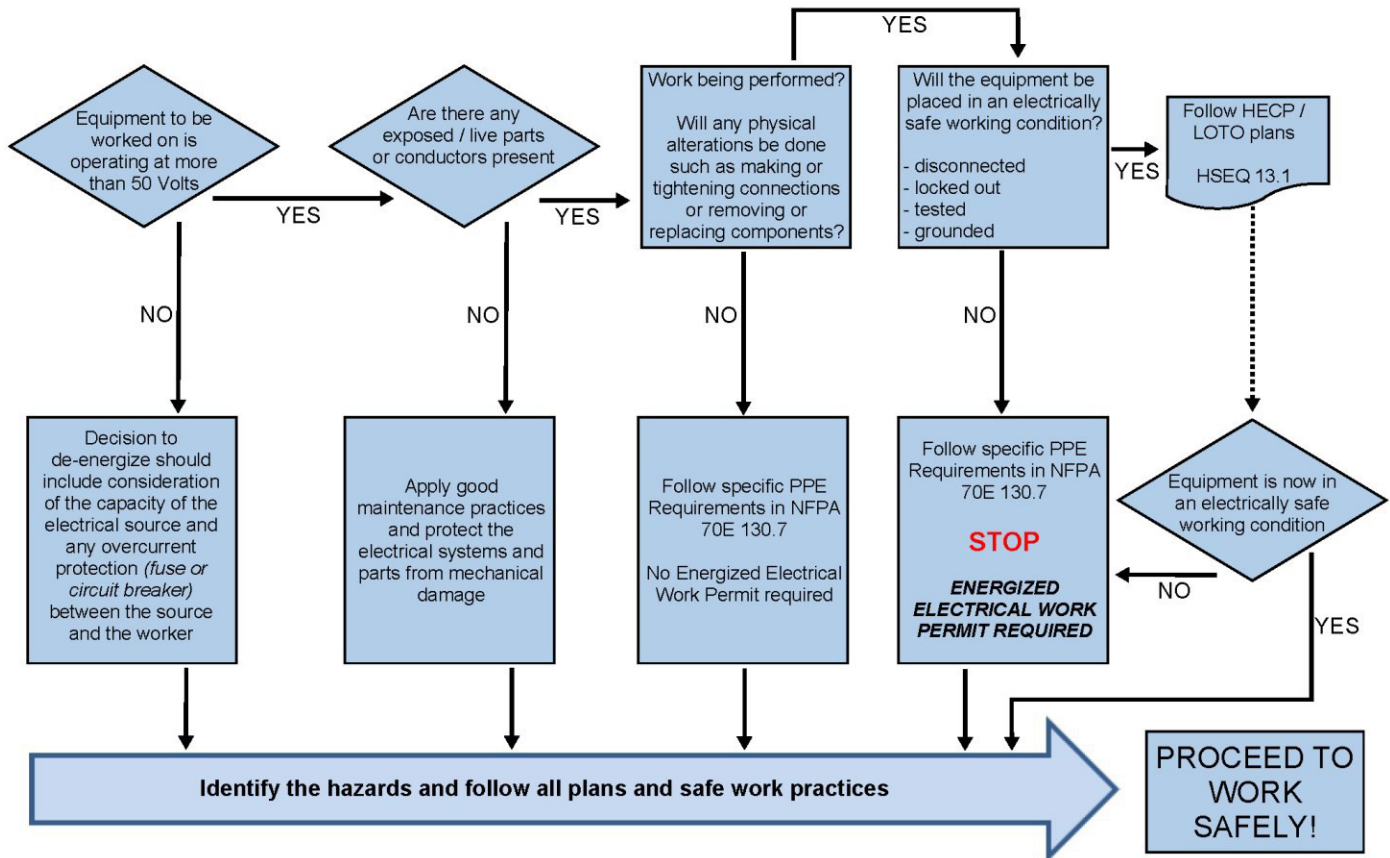 YES
Equipment to be
worked on is
operating at more
than 50 Volts
YES
Are there any
exposed / live parts
or conductors present
YES
Work being performed?
Will any physical
alterations be done
such as making or
tightening connections
or removing or
replacing components?
Will the equipment be
placed in an electrically
safe working condition?
- disconnected
- locked out
- tested
- grounded
YES
Follow HECP /
LOTO plans
HSEQ 13.1
NO
NO
NO
NO
Decision to
de-energize should
include consideration
of the capacity of the
electrical source and
any overcurrent
protection (fuse or
circuit breaker)
between the source
and the worker
Apply good
maintenance practices
and protect the
electrical systems and
parts from mechanical
damage
Follow specific PPE
Requirements in NFPA
70E 130.7
No Energized Electrical
Work Permit required
Follow specific PPE
Requirements in NFPA
70E 130.7
STOP
ENERGIZED
ELECTRICAL WORK
PERMIT REQUIRED
Equipment is now in
an electrically safe
working condition
NO
YES
Identify the hazards and follow all plans and safe work practices
PROCEED TO
WORK
SAFELY!